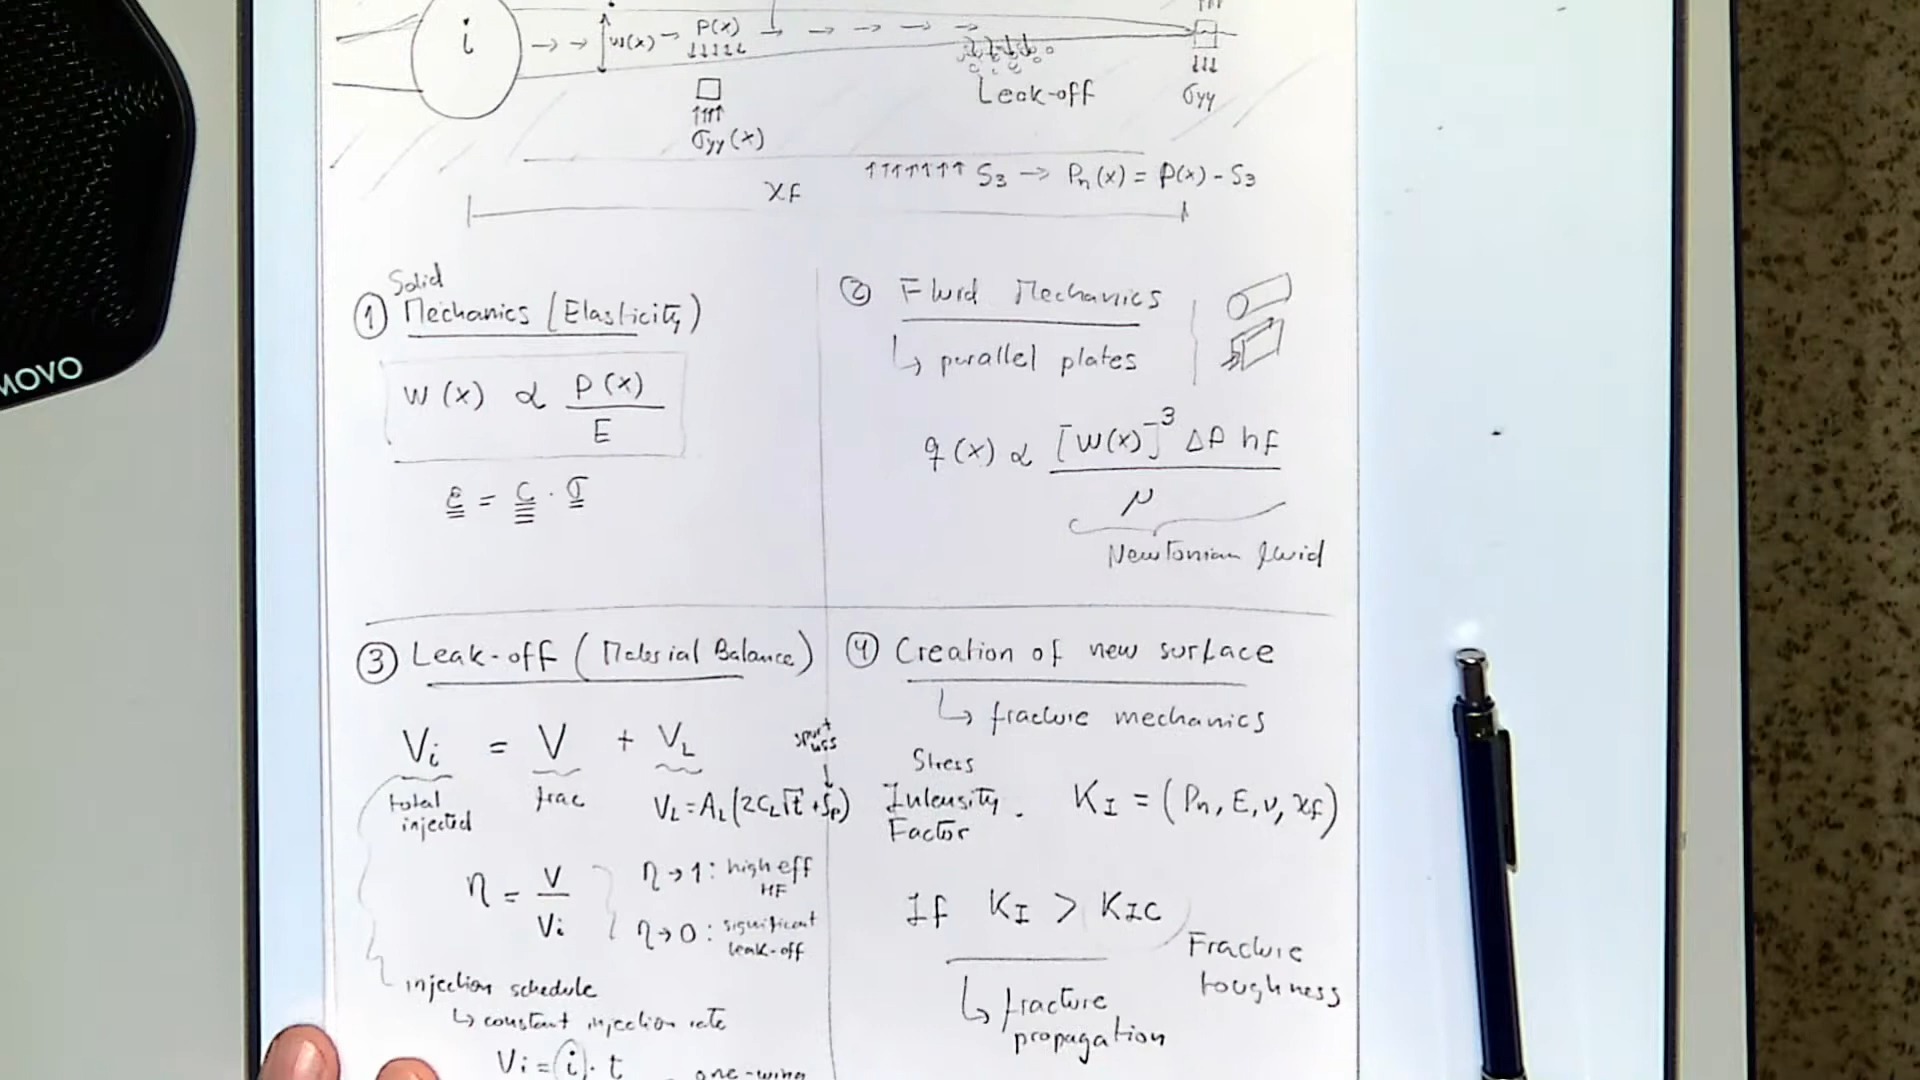 i
w(x)
P(x)
Leak-off
σyy
σyy(x)
S3 → Pn(x) = P(x) - S3
xf
MOVO
① Solid
Mechanics (Elasticity)
w(x) ∝ P(x) / E
ε = C · σ
② Fluid Mechanics
↳ parallel plates
q(x) ∝ [w(x)]³ ΔP hf / μ
Newtonian fluid
③ Leak-off (Material Balance)
Vi = V + VL
total injected
frac
spurt loss
VL = AL(2CL√t + Sp)
η = V / Vi
η → 1 : high eff HF
η → 0 : significant leak-off
injection schedule
↳ constant injection rate
Vi = i · t
one-wing
④ Creation of new surface
↳ fracture mechanics
Stress
Intensity
Factor
KI = (Pn, E, ν, xf)
If KI > KIC
Fracture toughness
↳ fracture propagation